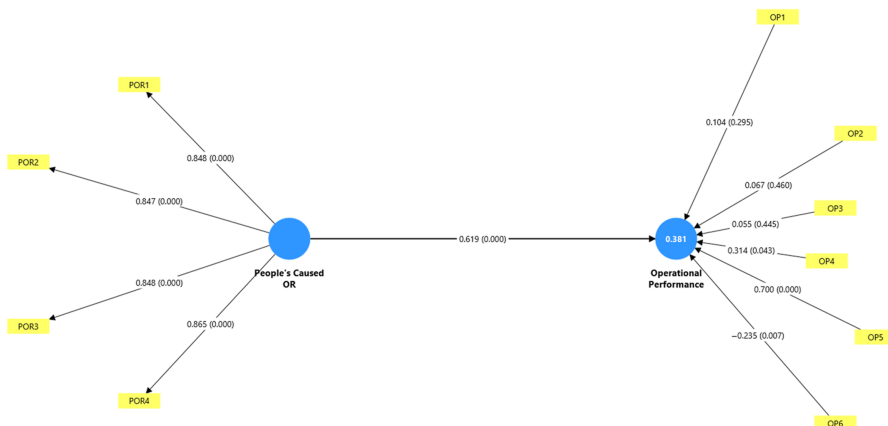 OP1
POR1
0.104 (0.295)
OP2
POR2
0.848 (0.000)
0.067 (0.460)
0.847 (0.000)
OP3
0.055 (0.445)
0.619 (0.000)
0.381
0.314 (0.043)
OP4
People's Caused
OR
Operational
Performance
0.848 (0.000)
0.700 (0.000)
POR3
0.865 (0.000)
−0.235 (0.007)
OP5
POR4
OP6